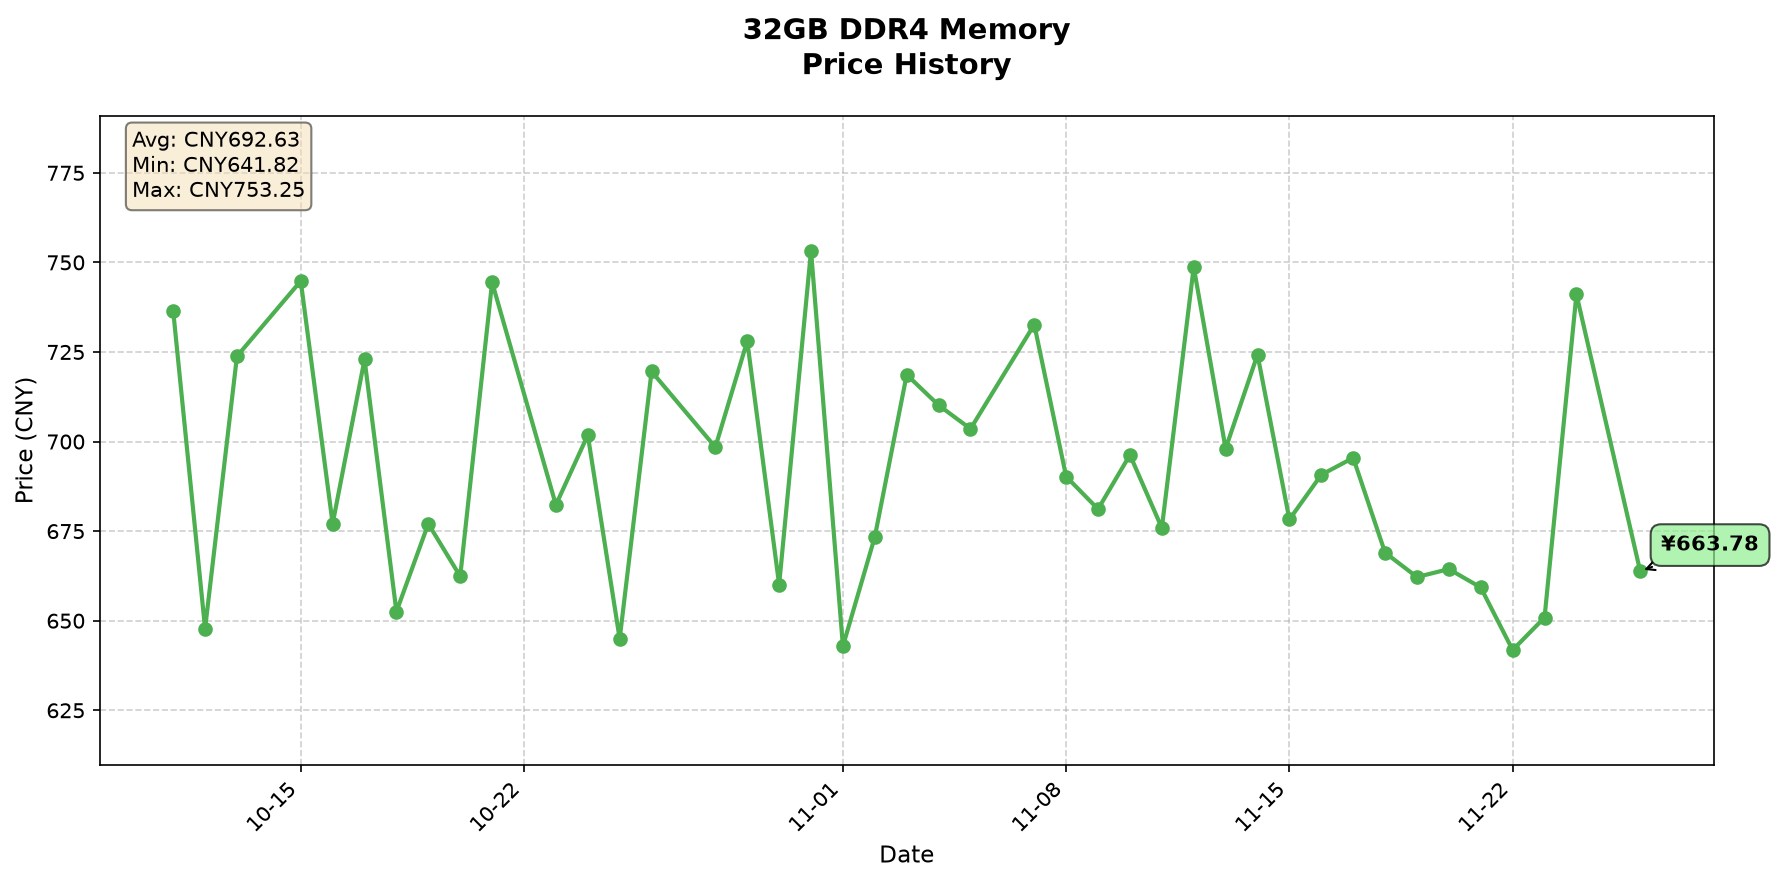 32GB DDR4 Memory
Price History
Avg: CNY692.63
Min: CNY641.82
Max: CNY753.25
775
750
725
700
675
650
625
Price (CNY)
¥663.78
10-15
10-22
11-01
11-08
11-15
11-22
Date